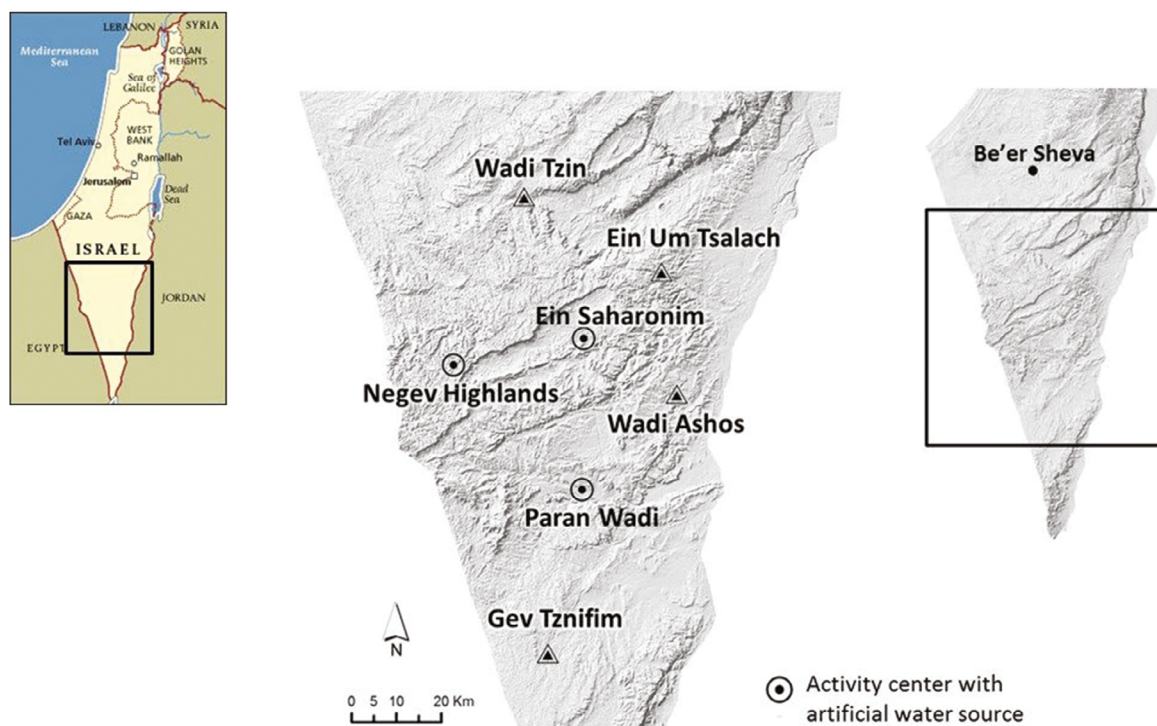 LEBANON
SYRIA
Mediterranean
Sea
GOLAN
HEIGHTS
Sea of
Galilee
WEST
BANK
Tel Aviv
Ramallah
Jerusalem
Dead
Sea
GAZA
ISRAEL
JORDAN
EGYPT
Wadi Tzin
Ein Um Tsalach
Ein Saharonim
Negev Highlands
Wadi Ashos
Paran Wadi
Gev Tznifim
N
0 5 10 20 Km
Be'er Sheva
Activity center with
artificial water source